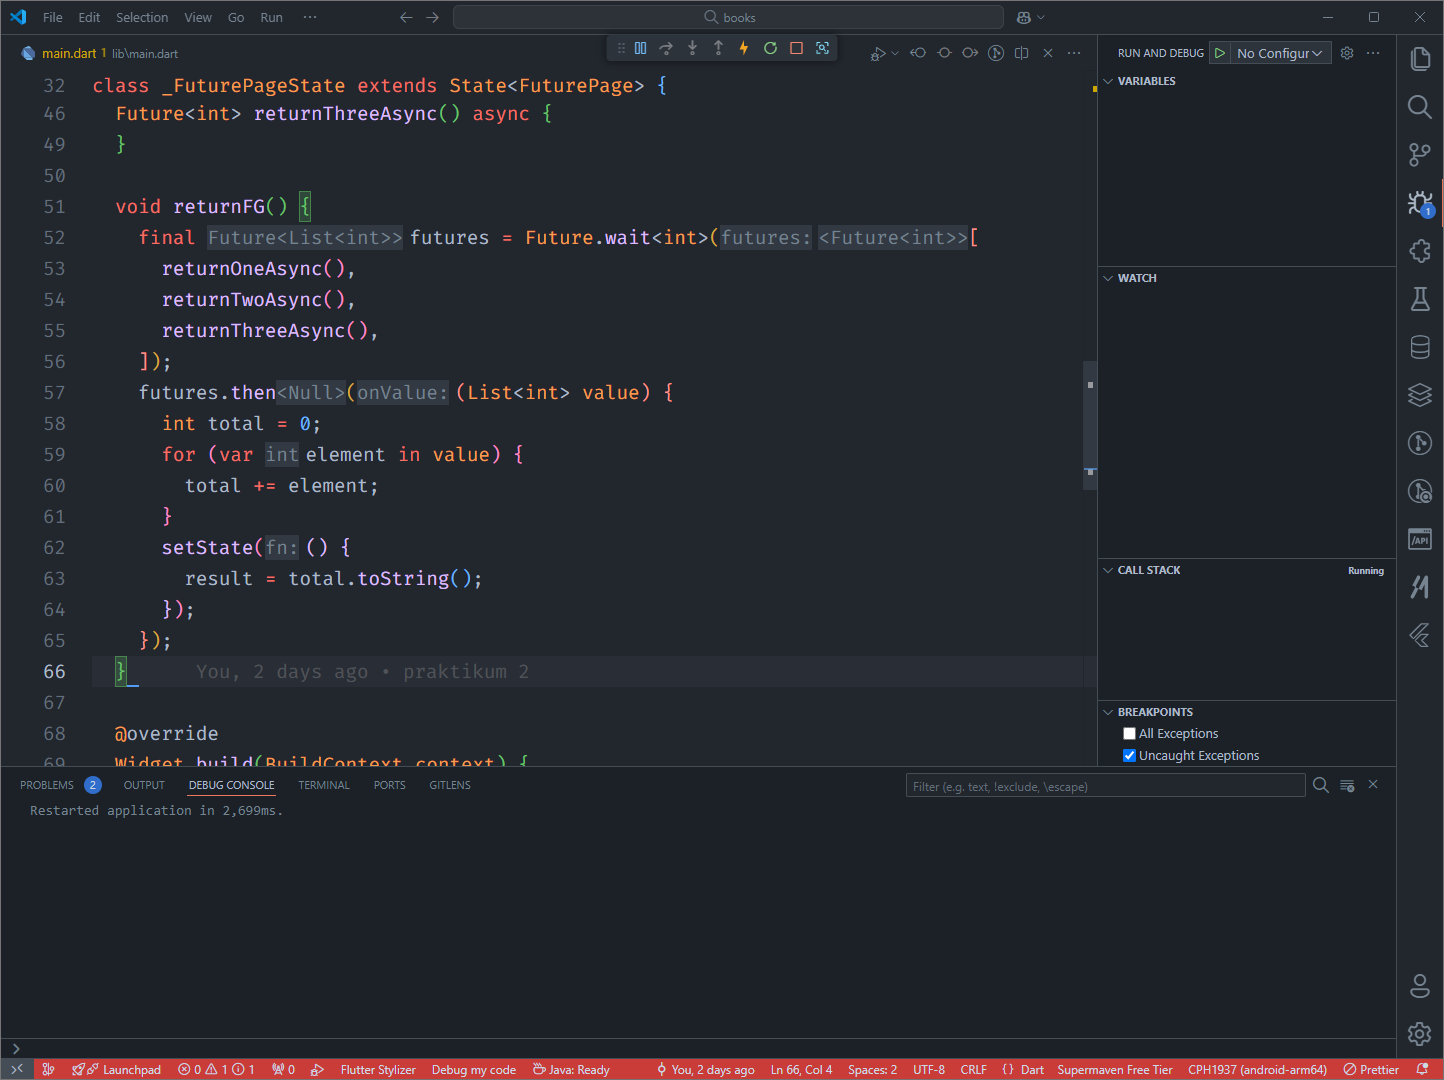 File Edit Selection View Go Run ··· books
main.dart 1 lib\main.dart
32 class _FuturePageState extends State<FuturePage> {
46 Future<int> returnThreeAsync() async {
49 }
50
51 void returnFG() {
52 final Future<List<int>> futures = Future.wait<int>(futures: <Future<int>>[
53 returnOneAsync(),
54 returnTwoAsync(),
55 returnThreeAsync(),
56 ]);
57 futures.then<Null>(onValue: (List<int> value) {
58 int total = 0;
59 for (var int element in value) {
60 total += element;
61 }
62 setState(fn: () {
63 result = total.toString();
64 });
65 });
66 } You, 2 days ago • praktikum 2
67
68 @override
69 Widget build(BuildContext context) {
RUN AND DEBUG No Configur
VARIABLES
WATCH
CALL STACK Running
BREAKPOINTS
All Exceptions
Uncaught Exceptions
1
/API
PROBLEMS 2 OUTPUT DEBUG CONSOLE TERMINAL PORTS GITLENS Filter (e.g. text, !exclude, \escape)
Restarted application in 2,699ms.
Launchpad 0 1 1 0 Flutter Stylizer Debug my code Java: Ready You, 2 days ago Ln 66, Col 4 Spaces: 2 UTF-8 CRLF {} Dart Supermaven Free Tier CPH1937 (android-arm64) Prettier